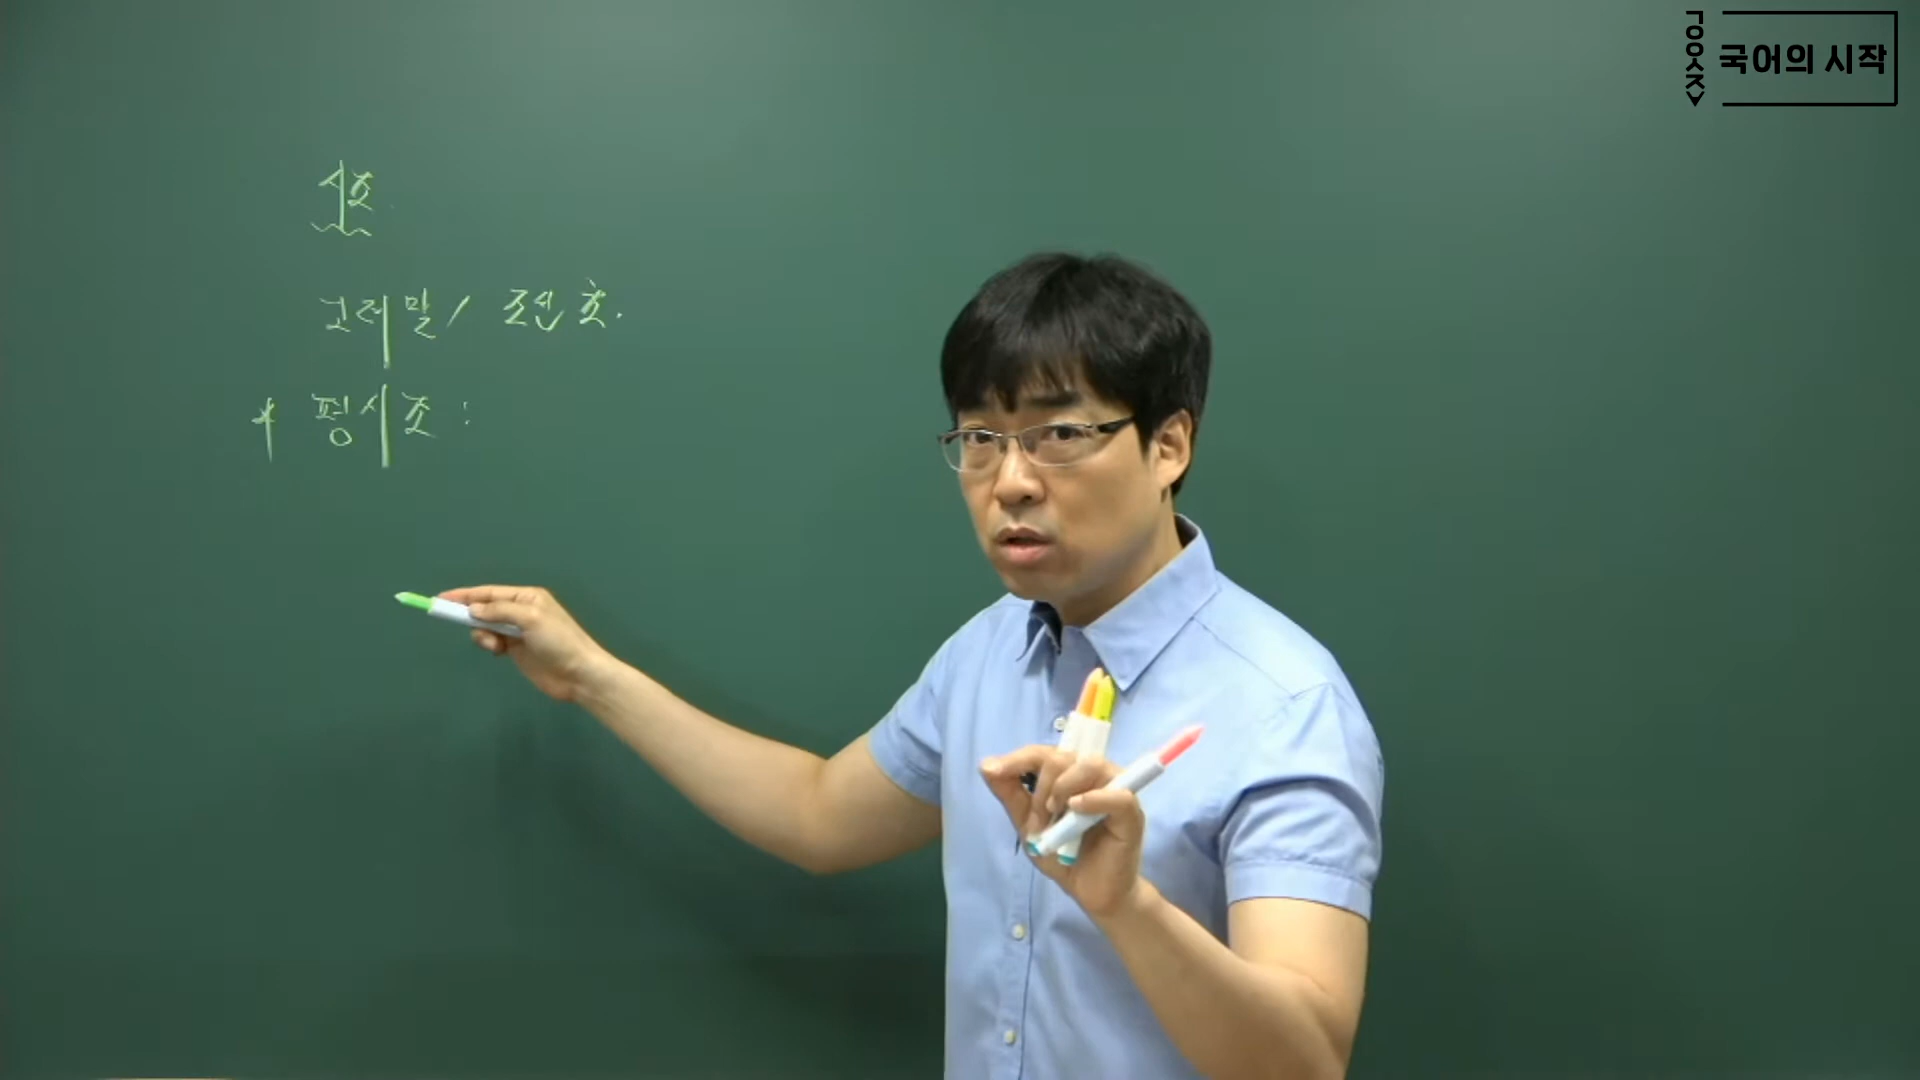 국어의 시작
시조
고려말 / 조선 초.
* 평시조 :